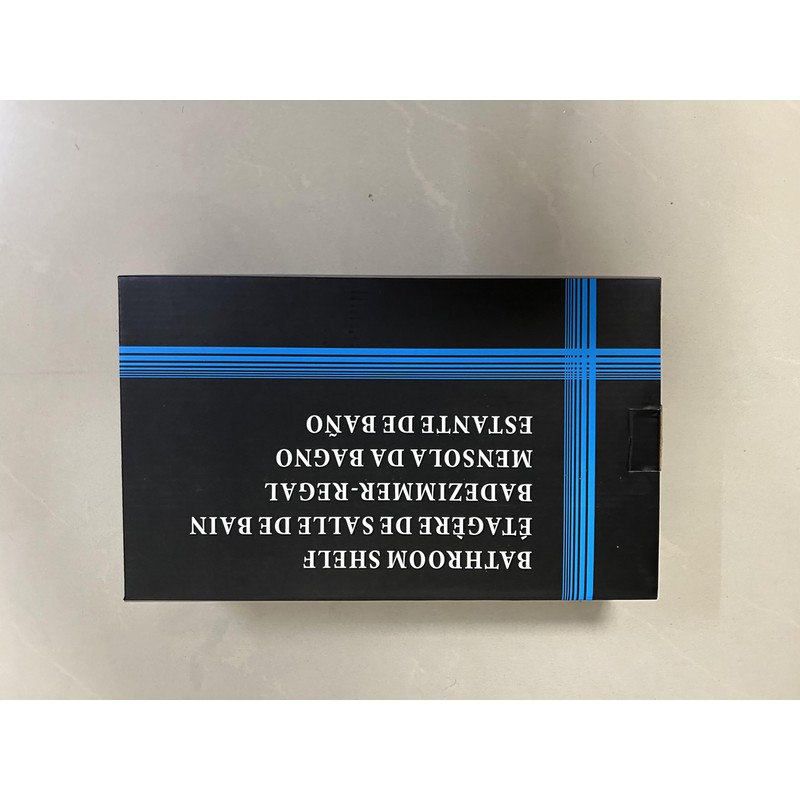 BATHROOM SHELF
ÉTAGÈRE DE SALLE DE BAIN
BADEZIMMER-REGAL
MENSOLA DA BAGNO
ESTANTE DE BAÑO